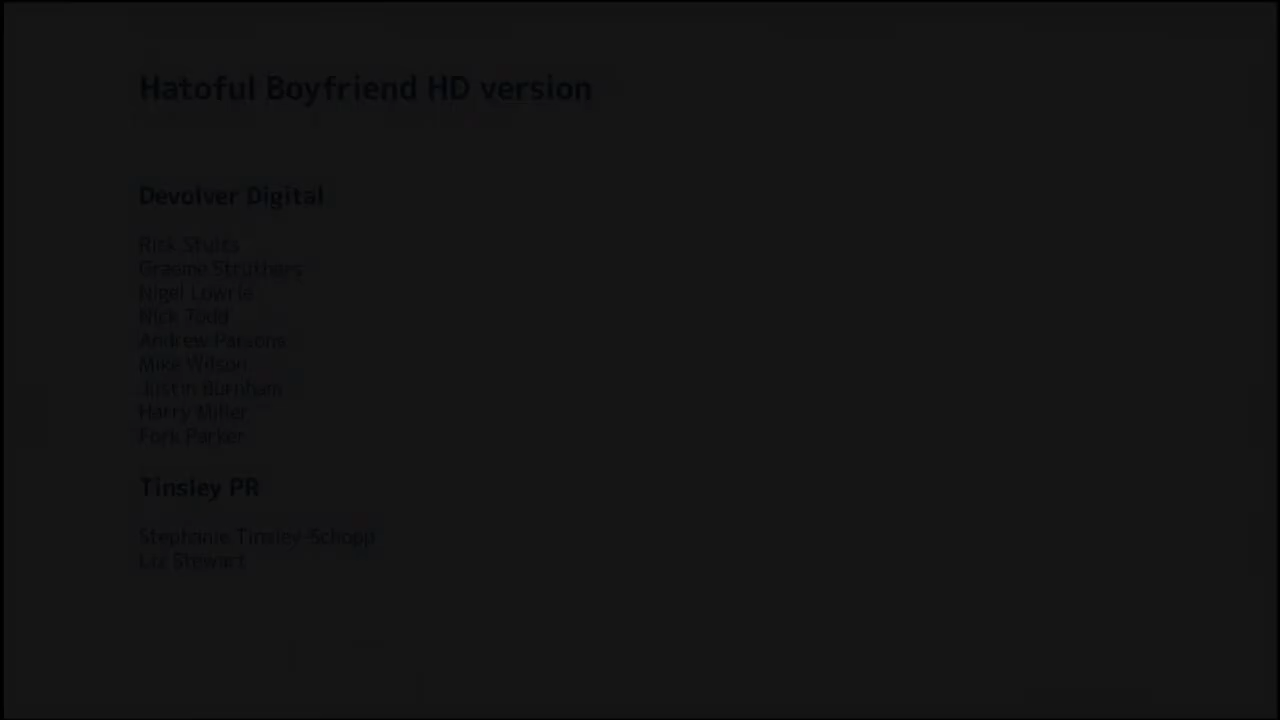 Hatoful Boyfriend HD version
Devolver Digital
Rick Stults
Graeme Struthers
Nigel Lowrie
Nick Todd
Andrew Parsons
Mike Wilson
Justin Burnham
Harry Miller
Fork Parker
Tinsley PR
Stephanie Tinsley-Schopp
Liz Stewart